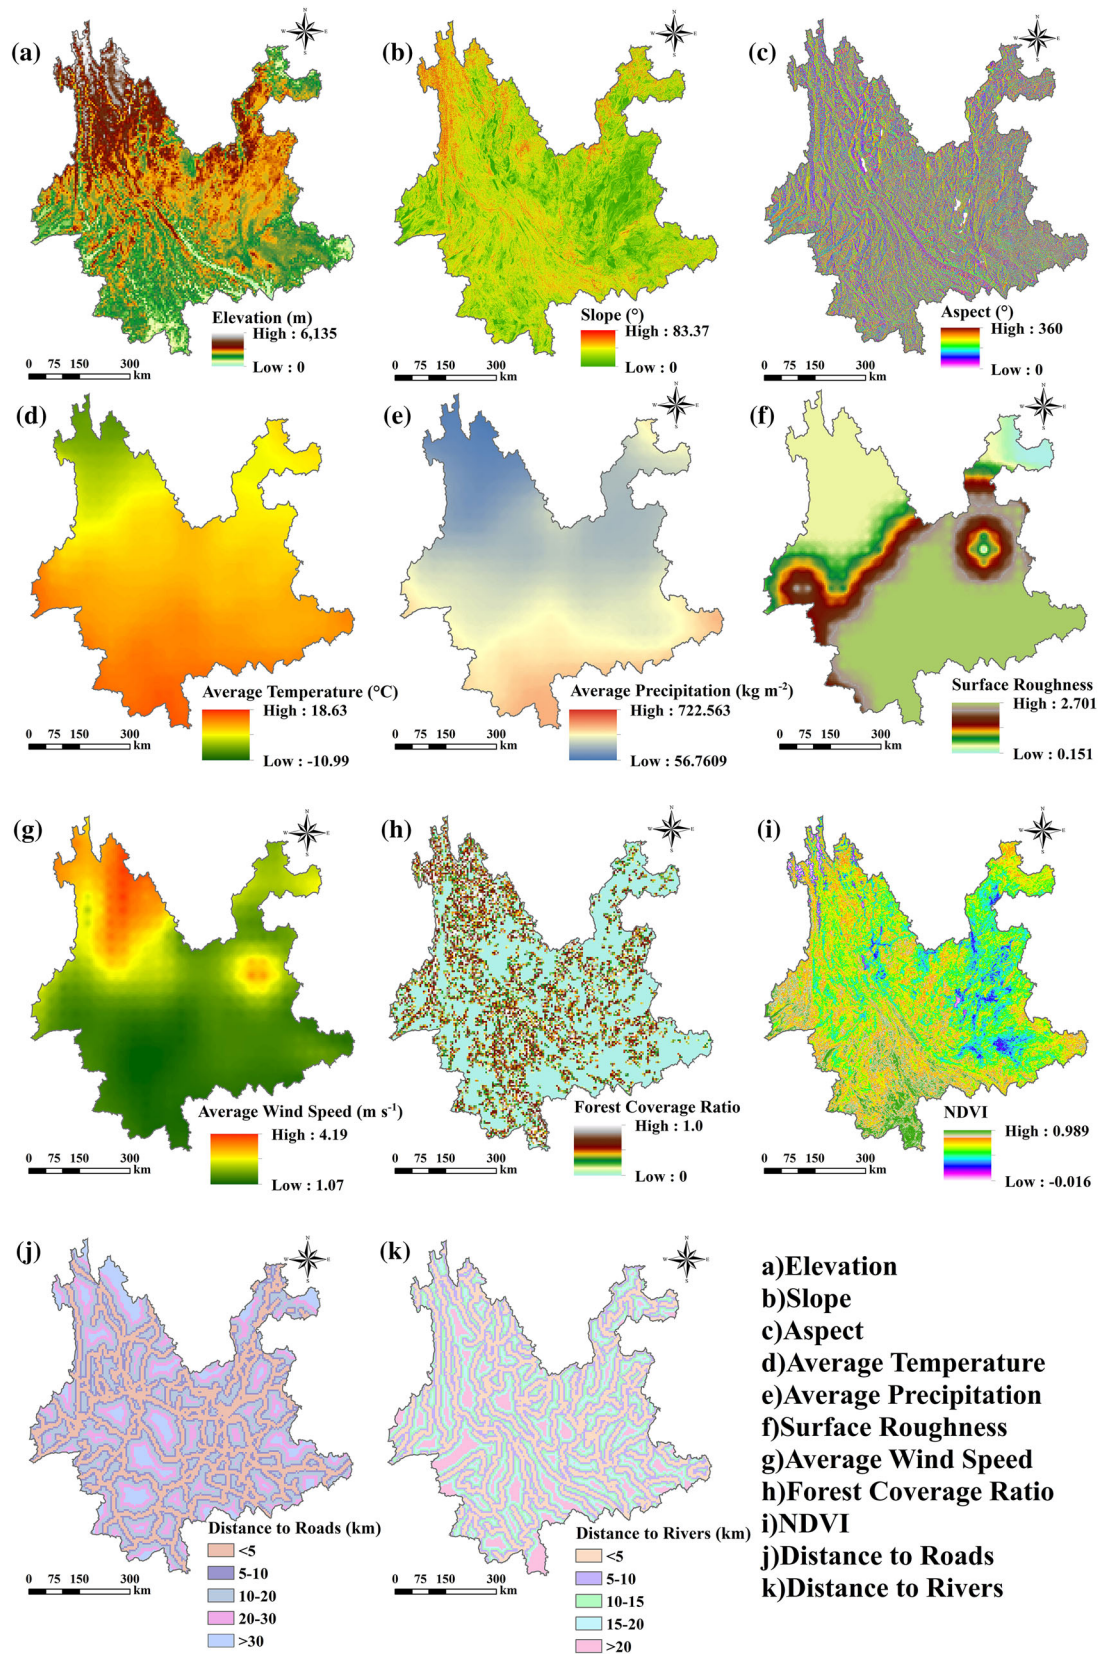 (a)
N
W
E
S
Elevation (m)
High : 6,135
Low : 0
0 75 150 300
km
(b)
N
W
E
S
Slope (°)
High : 83.37
Low : 0
0 75 150 300
km
(c)
N
W
E
S
Aspect (°)
High : 360
Low : 0
0 75 150 300
km
(d)
Average Temperature (°C)
High : 18.63
Low : -10.99
0 75 150 300
km
(e)
N
W
E
S
Average Precipitation (kg m-2)
High : 722.563
Low : 56.7609
0 75 150 300
km
(f)
N
W
E
S
Surface Roughness
High : 2.701
Low : 0.151
0 75 150 300
km
(g)
N
W
E
S
Average Wind Speed (m s-1)
High : 4.19
Low : 1.07
0 75 150 300
km
(h)
N
W
E
S
Forest Coverage Ratio
High : 1.0
Low : 0
0 75 150 300
km
(i)
N
W
E
S
NDVI
High : 0.989
Low : -0.016
0 75 150 300
km
(j)
N
W
E
S
Distance to Roads (km)
<5
5-10
10-20
20-30
>30
0 75 150 300
km
(k)
N
W
E
S
Distance to Rivers (km)
<5
5-10
10-15
15-20
>20
0 75 150 300
km
a)Elevation
b)Slope
c)Aspect
d)Average Temperature
e)Average Precipitation
f)Surface Roughness
g)Average Wind Speed
h)Forest Coverage Ratio
i)NDVI
j)Distance to Roads
k)Distance to Rivers